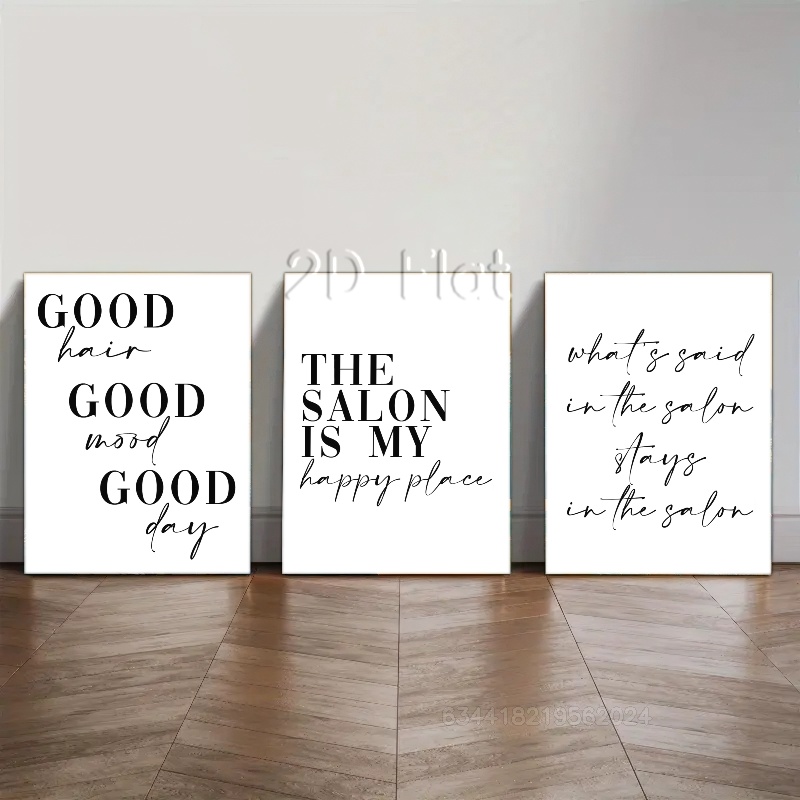 2D Flat
GOOD
hair
GOOD
mood
GOOD
day
THE
SALON
IS MY
happy place
what's said
in the salon
stays
in the salon
634418219562024